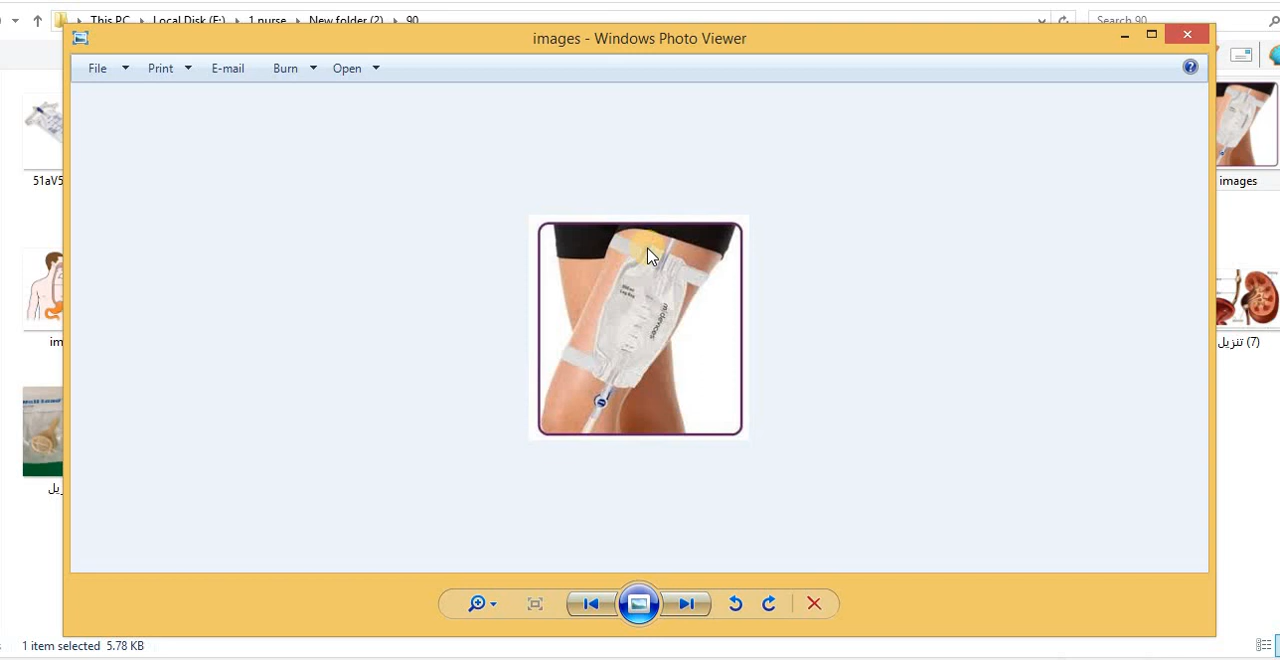 This PC Local Disk (E:) 1 nurse New folder (2) 90 Search 90
images - Windows Photo Viewer
File Print E-mail Burn Open
51aV5
images
im
تنزيل (7)
يل
1 item selected 5.78 KB